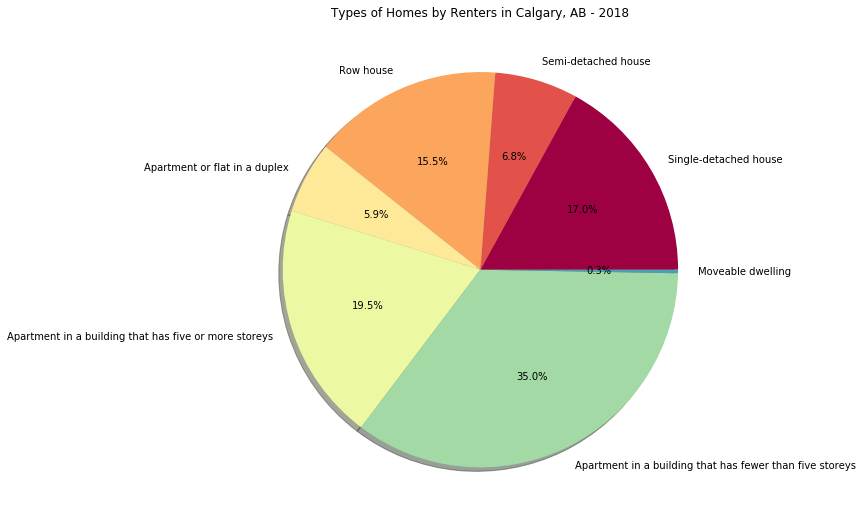 Types of Homes by Renters in Calgary, AB - 2018
Semi-detached house
Row house
Single-detached house
Apartment or flat in a duplex
15.5%
6.8%
5.9%
17.0%
0.3%
Moveable dwelling
19.5%
Apartment in a building that has five or more storeys
35.0%
Apartment in a building that has fewer than five storeys